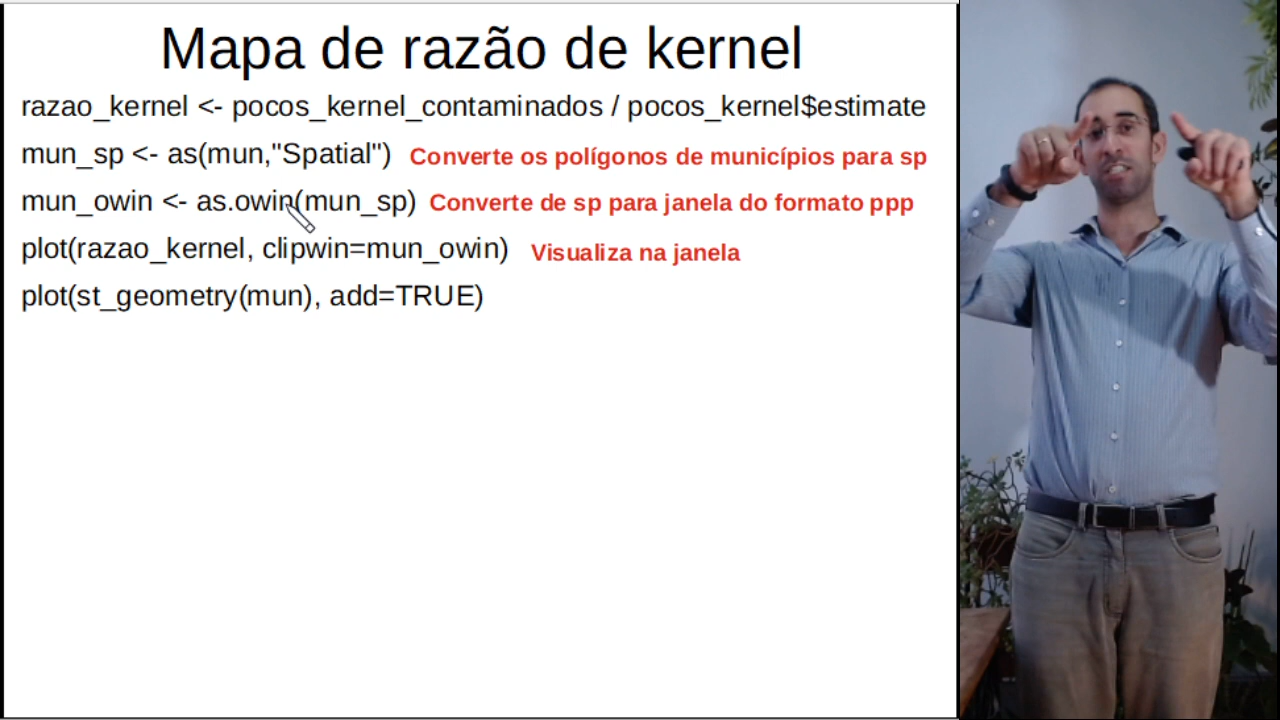 Mapa de razão de kernel
razao_kernel <- pocos_kernel_contaminados / pocos_kernel$estimate
mun_sp <- as(mun,"Spatial") Converte os polígonos de municípios para sp
mun_owin <- as.owin(mun_sp) Converte de sp para janela do formato ppp
plot(razao_kernel, clipwin=mun_owin) Visualiza na janela
plot(st_geometry(mun), add=TRUE)